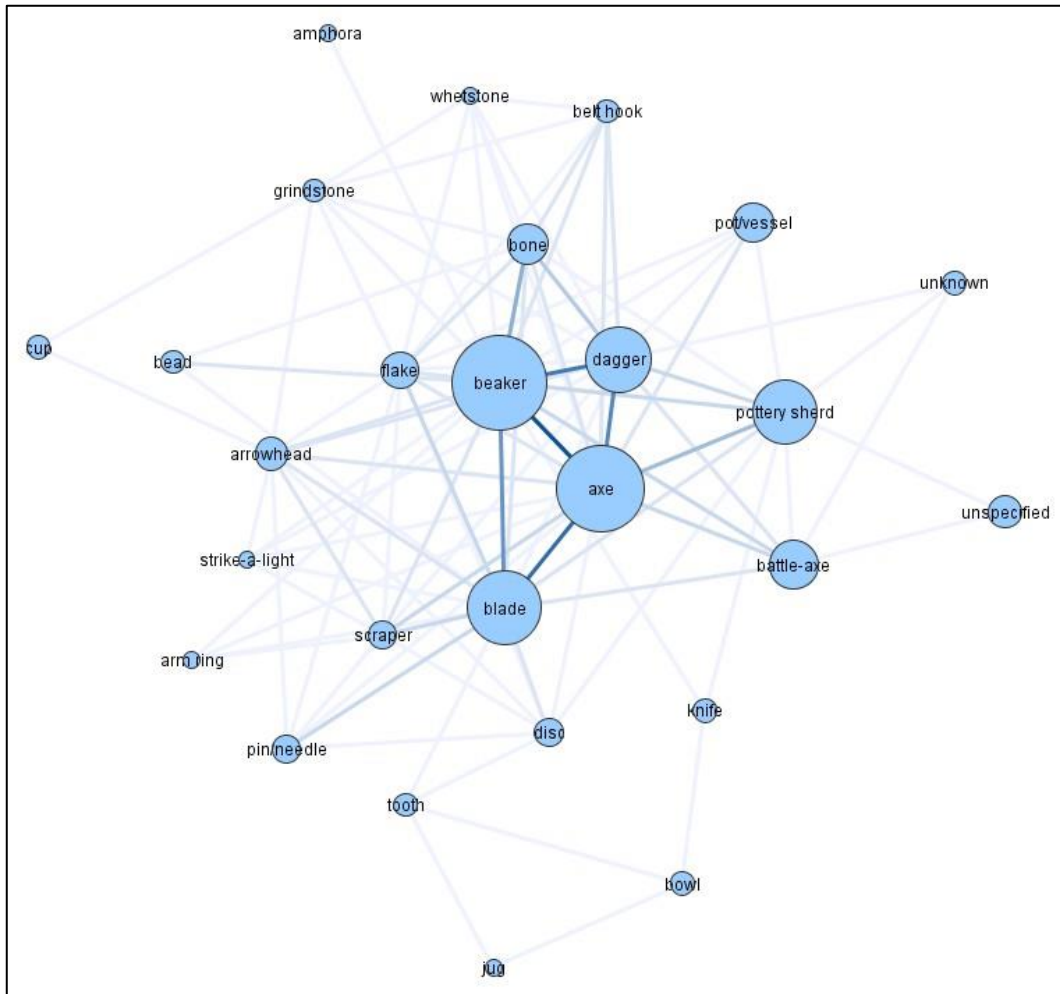 amphora
whetstone
belt hook
grindstone
pot/vessel
bone
unknown
cup
bead
flake
beaker
dagger
pottery sherd
arrowhead
axe
unspecified
strike-a-light
battle-axe
blade
scraper
arm ring
knife
pin/needle
disc
tooth
bowl
jug